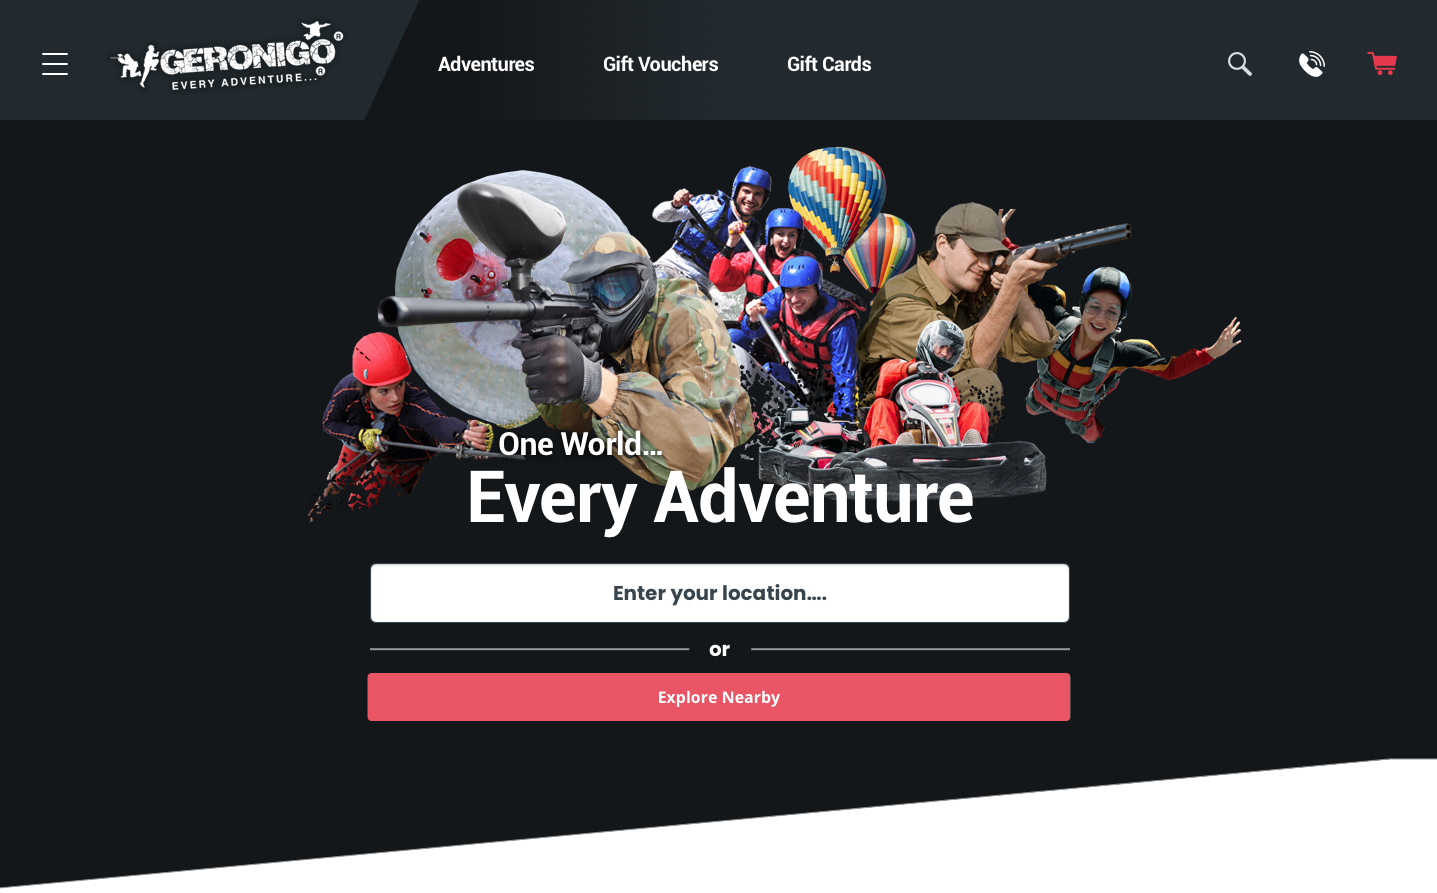 GERONIGO®
EVERY ADVENTURE...®
Adventures
Gift Vouchers
Gift Cards
One World...
Every Adventure
Enter your location....
or
Explore Nearby